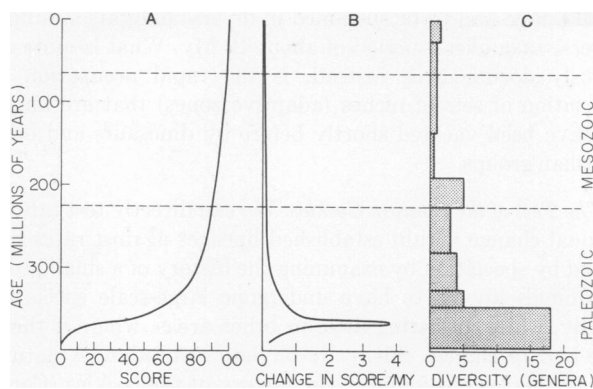 A B C
0
100
200
300
AGE (MILLIONS OF YEARS)
0 20 40 60 80 00
SCORE
0 1 2 3 4
CHANGE IN SCORE/MY
0 5 10 15 20
DIVERSITY (GENERA)
MESOZOIC
PALEOZOIC